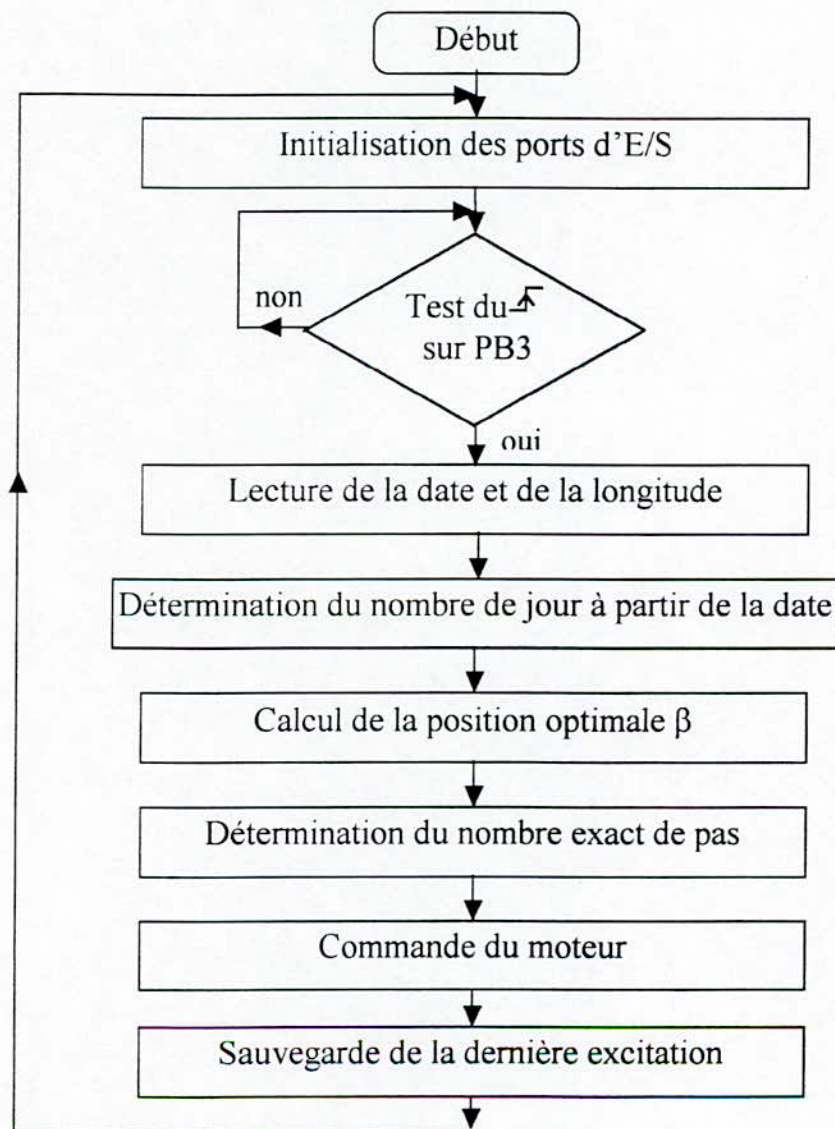 Début
Initialisation des ports d'E/S
non
Test du
sur PB3
oui
Lecture de la date et de la longitude
Détermination du nombre de jour à partir de la date
Calcul de la position optimale β
Détermination du nombre exact de pas
Commande du moteur
Sauvegarde de la dernière excitation